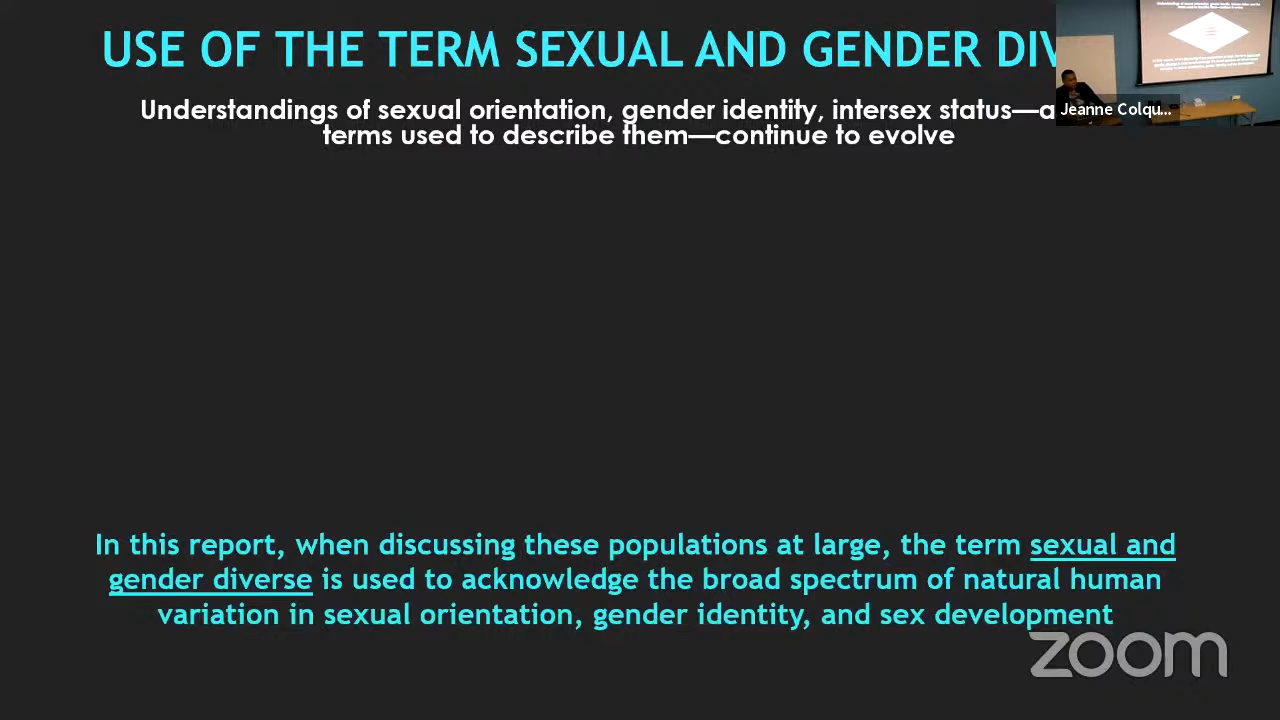 USE OF THE TERM SEXUAL AND GENDER DIV
Understandings of sexual orientation, gender identity, intersex status—a
terms used to describe them—continue to evolve
Jeanne Colqu...
In this report, when discussing these populations at large, the term sexual and
gender diverse is used to acknowledge the broad spectrum of natural human
variation in sexual orientation, gender identity, and sex development
zoom